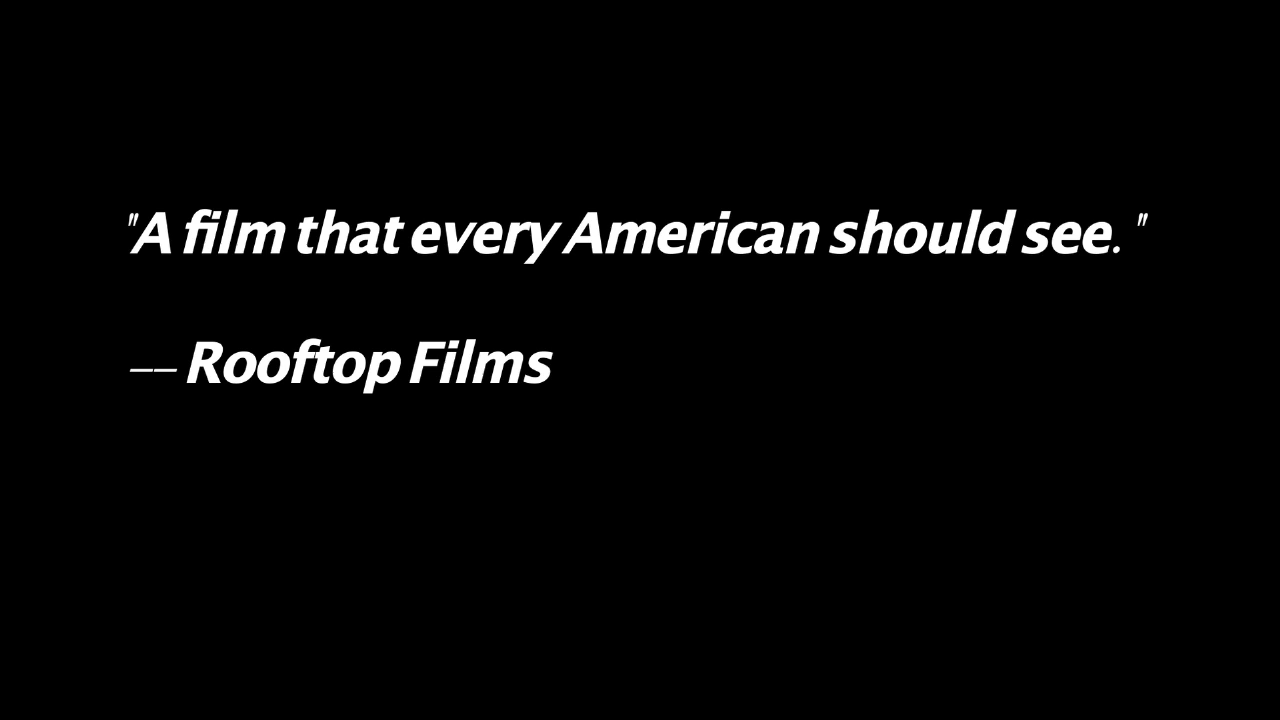 "A film that every American should see. "
-- Rooftop Films